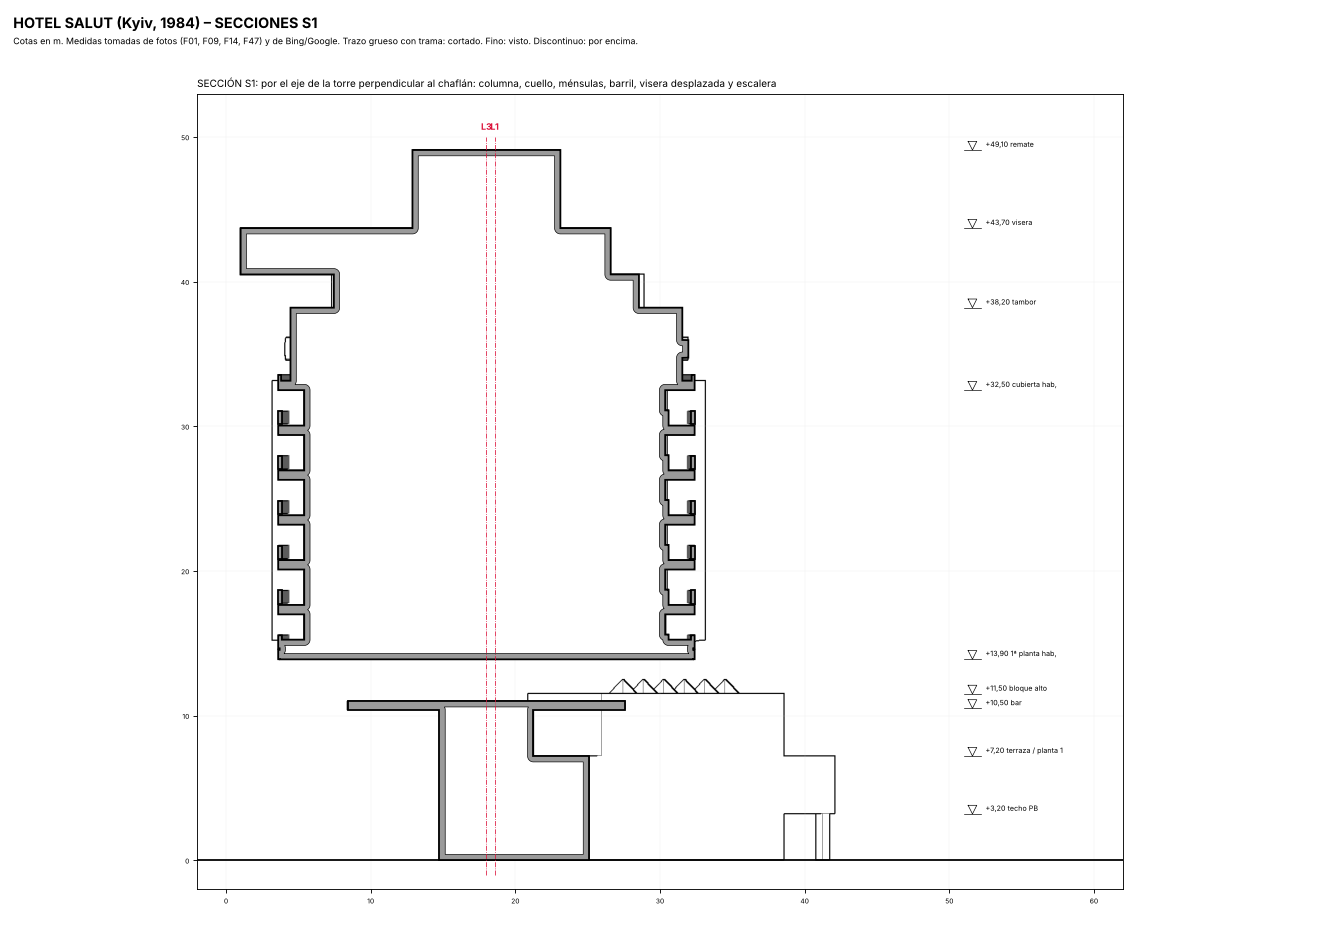 HOTEL SALUT (Kyiv, 1984) – SECCIONES S1
Cotas en m. Medidas tomadas de fotos (F01, F09, F14, F47) y de Bing/Google. Trazo grueso con trama: cortado. Fino: visto. Discontinuo: por encima.
SECCIÓN S1: por el eje de la torre perpendicular al chaflán: columna, cuello, ménsulas, barril, visera desplazada y escalera
L3 L1
50
+49,10 remate
+43,70 visera
40
+38,20 tambor
+32,50 cubierta hab,
30
20
+13,90 1ª planta hab,
+11,50 bloque alto
+10,50 bar
10
+7,20 terraza / planta 1
+3,20 techo PB
0
0 10 20 30 40 50 60